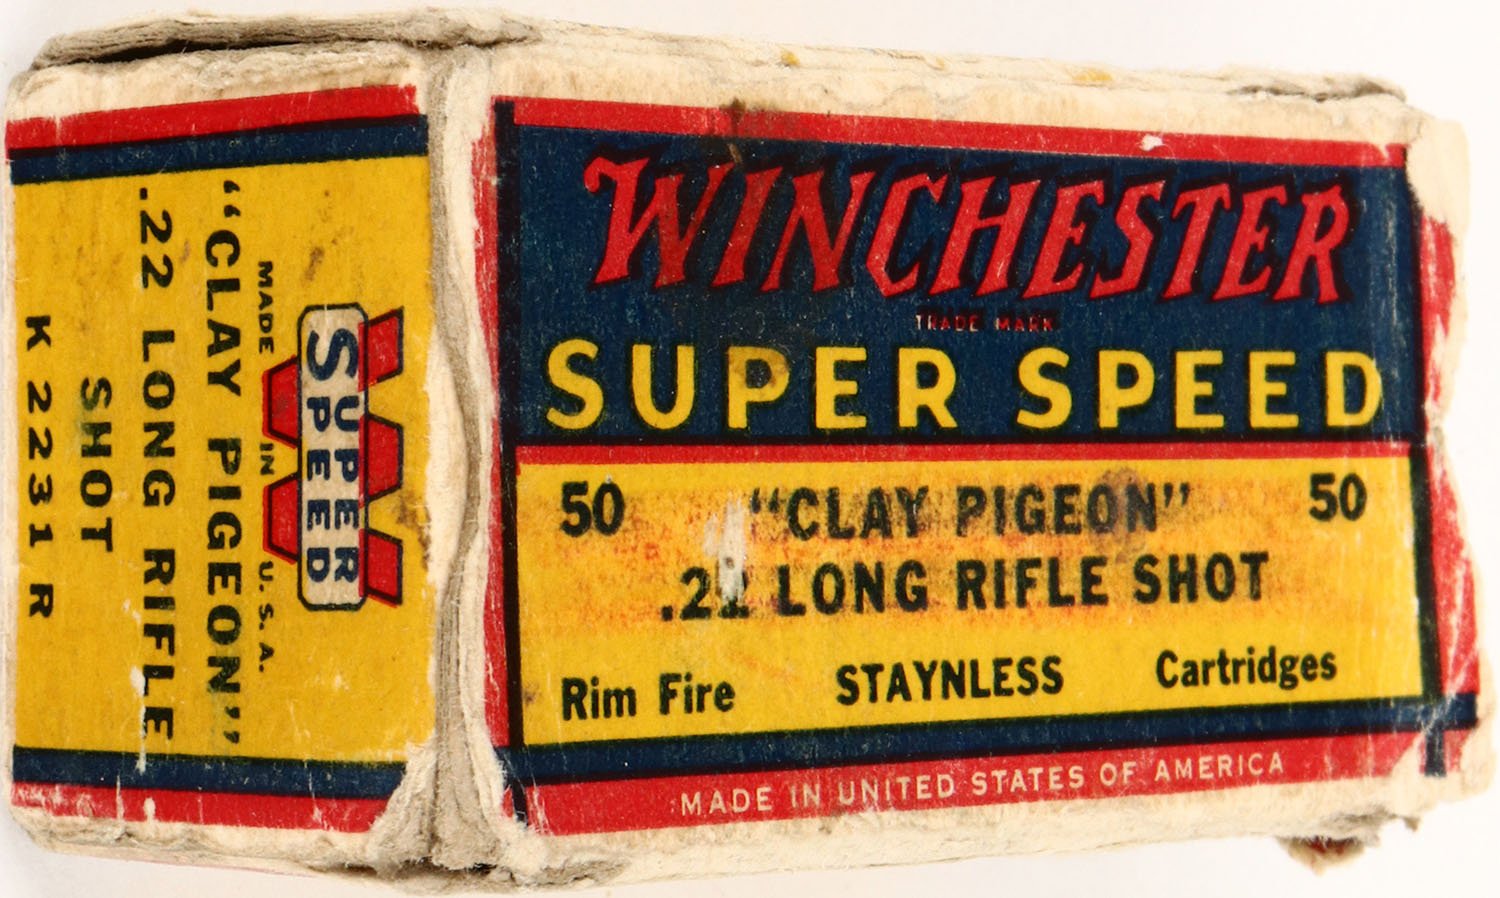 WINCHESTER
TRADE MARK
SUPER SPEED
50 "CLAY PIGEON" 50
.22 LONG RIFLE SHOT
Rim Fire STAYNLESS Cartridges
MADE IN UNITED STATES OF AMERICA
SUPER
SPEED
MADE IN U.S.A.
"CLAY PIGEON"
.22 LONG RIFLE
SHOT
K 2231 R